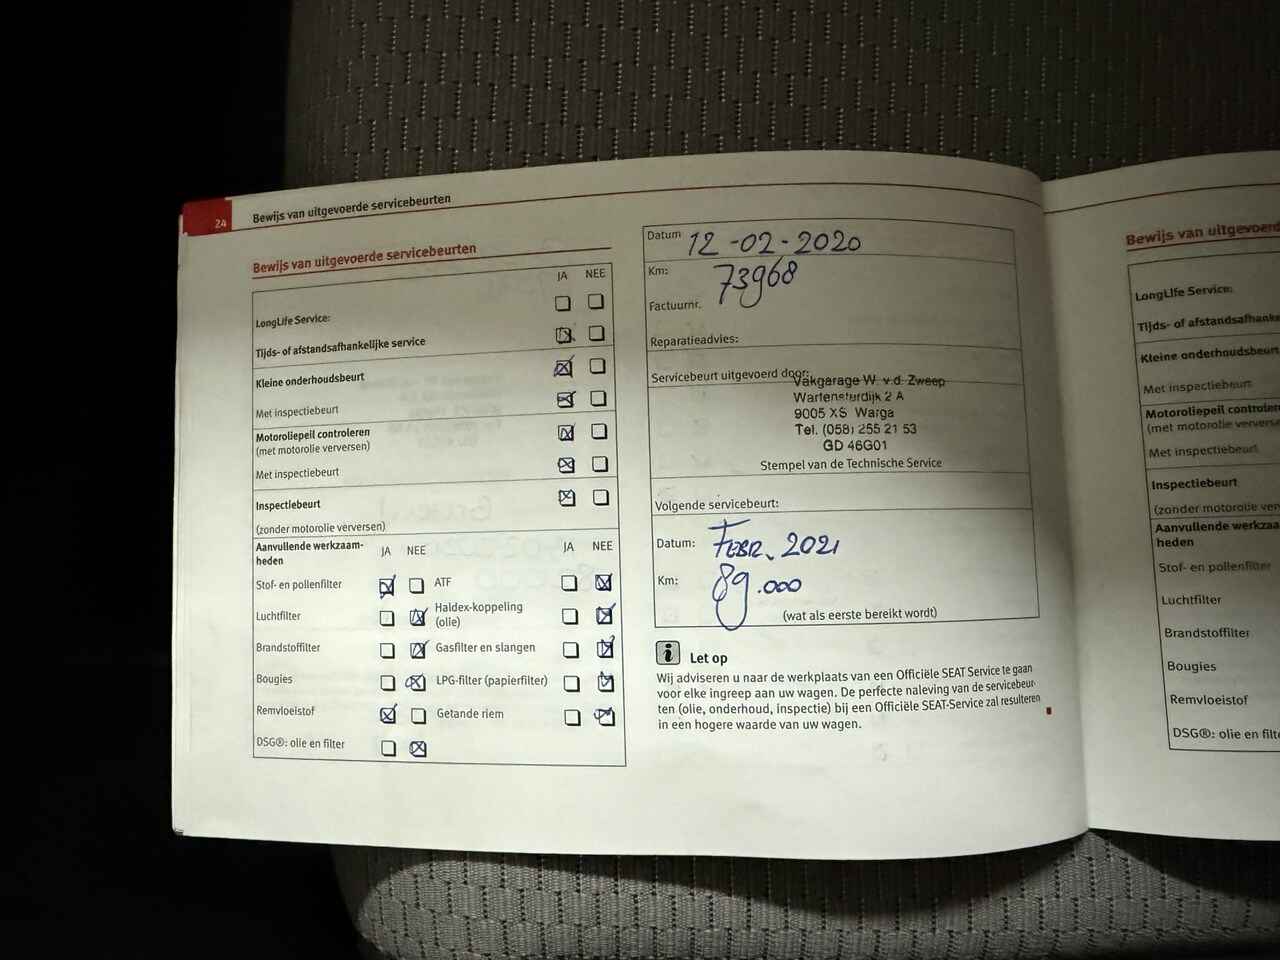 24
Bewijs van uitgevoerde servicebeurten
Bewijs van uitgevoerde servicebeurten
JA NEE
LongLife Service:
Tijds- of afstandsafhankelijke service
Kleine onderhoudsbeurt
Met inspectiebeurt
Motoroliepeil controleren
(met motorolie verversen)
Met inspectiebeurt
Inspectiebeurt
(zonder motorolie verversen)
Aanvullende werkzaam-
heden
JA NEE JA NEE
Stof- en pollenfilter ATF
Luchtfilter Haldex-koppeling
(olie)
Brandstoffilter Gasfilter en slangen
Bougies LPG-filter (papierfilter)
Remvloeistof Getande riem
DSG®: olie en filter
Datum 12-02-2020
Km: 73968
Factuurnr.
Reparatieadvies:
Servicebeurt uitgevoerd door:
Vakgarage W. v.d. Zweep
Wartensterdijk 2 A
9005 XS Warga
Tel. (058) 255 21 53
GD 46G01
Stempel van de Technische Service
Volgende servicebeurt:
Datum: FEBR. 2021
Km: 89.000
(wat als eerste bereikt wordt)
i Let op
Wij adviseren u naar de werkplaats van een Officiële SEAT Service te gaan
voor elke ingreep aan uw wagen. De perfecte naleving van de servicebeur-
ten (olie, onderhoud, inspectie) bij een Officiële SEAT-Service zal resulteren
in een hogere waarde van uw wagen.
Bewijs van uitgevoerd
LongLife Service:
Tijds- of afstandsafhanke
Kleine onderhoudsbeurt
Met inspectiebeurt
Motoroliepeil controler
(met motorolie ververse
Met inspectiebeurt
Inspectiebeurt
(zonder motorolie ver
Aanvullende werkza
heden
Stof- en pollenfilter
Luchtfilter
Brandstoffilter
Bougies
Remvloeistof
DSG®: olie en filt